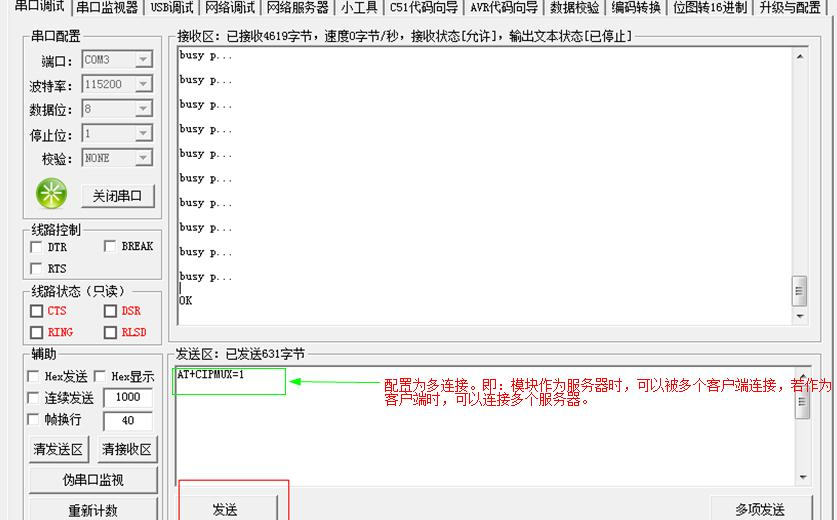 串口调试 串口监视器 USB调试 网络调试 网络服务器 小工具 C51代码向导 AVR代码向导 数据校验 编码转换 位图转16进制 升级与配置
串口配置
端口: COM3
波特率: 115200
数据位: 8
停止位: 1
校验: NONE
关闭串口
线路控制
DTR BREAK
RTS
线路状态（只读）
CTS DSR
RING RLSD
辅助
Hex发送 Hex显示
连续发送 1000
帧换行 40
清发送区 清接收区
伪串口监视
重新计数
接收区: 已接收4619字节, 速度0字节/秒, 接收状态[允许], 输出文本状态[已停止]
busy p...
busy p...
busy p...
busy p...
busy p...
busy p...
busy p...
busy p...
busy p...
busy p...
OK
发送区: 已发送631字节
AT+CIPMUX=1
配置为多连接。即: 模块作为服务器时, 可以被多个客户端连接, 若作为
客户端时, 可以连接多个服务器。
发送 多项发送